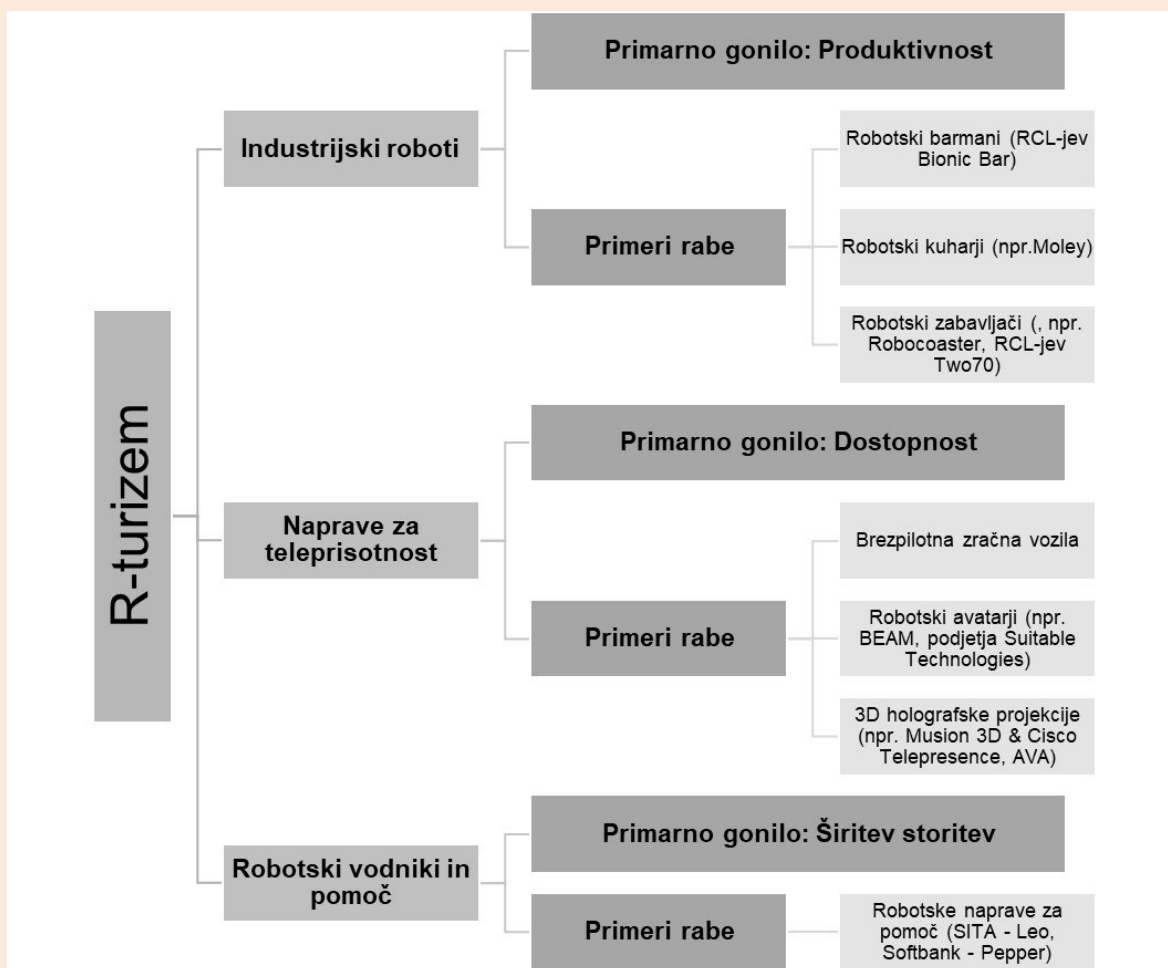 R-turizem
Industrijski roboti
Primarno gonilo: Produktivnost
Primeri rabe
Robotski barmani (RCL-jev
Bionic Bar)
Robotski kuharji (npr.Moley)
Robotski zabavljači (, npr.
Robocoaster, RCL-jev
Two70)
Naprave za
teleprisotnost
Primarno gonilo: Dostopnost
Primeri rabe
Brezpilotna zračna vozila
Robotski avatarji (npr.
BEAM, podjetja Suitable
Technologies)
3D holografske projekcije
(npr. Musion 3D & Cisco
Telepresence, AVA)
Robotski vodniki in
pomoč
Primarno gonilo: Širitev storitev
Primeri rabe
Robotske naprave za
pomoč (SITA - Leo,
Softbank - Pepper)